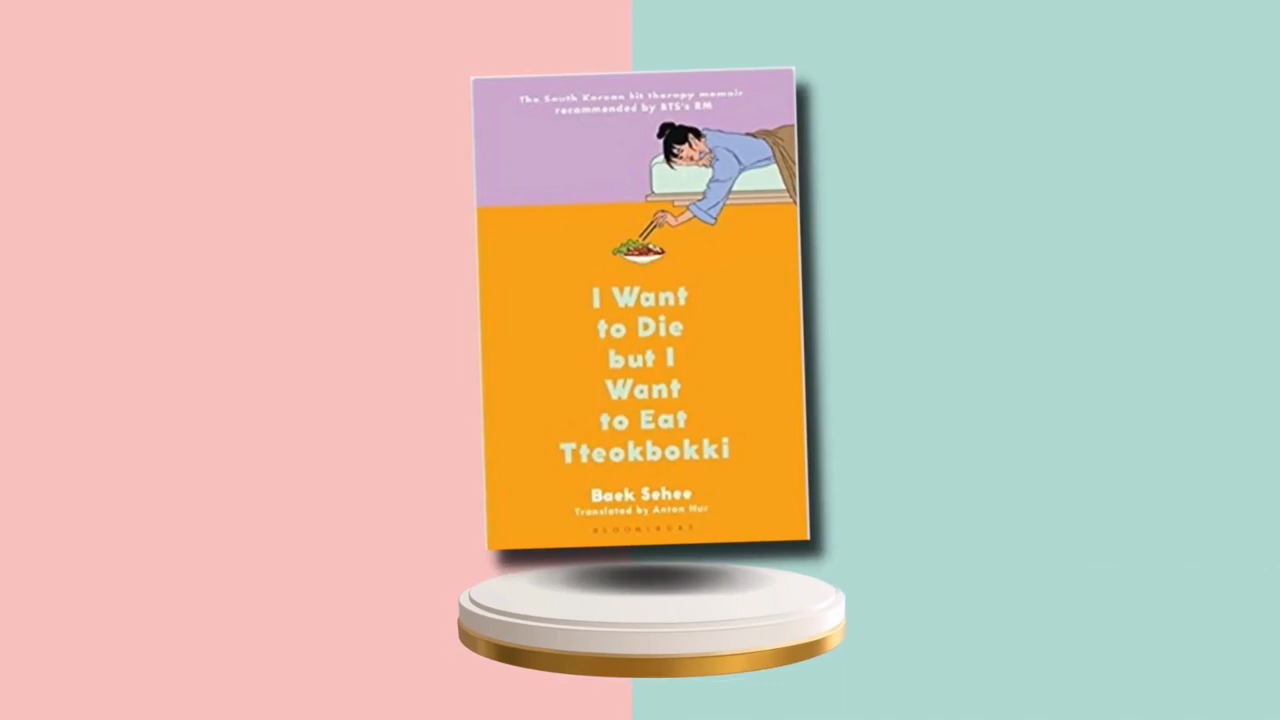 The South Korean hit therapy memoir
recommended by BTS's RM
I Want
to Die
but I
Want
to Eat
Tteokbokki
Baek Sehee
Translated by Anton Hur
BLOOMSBURY